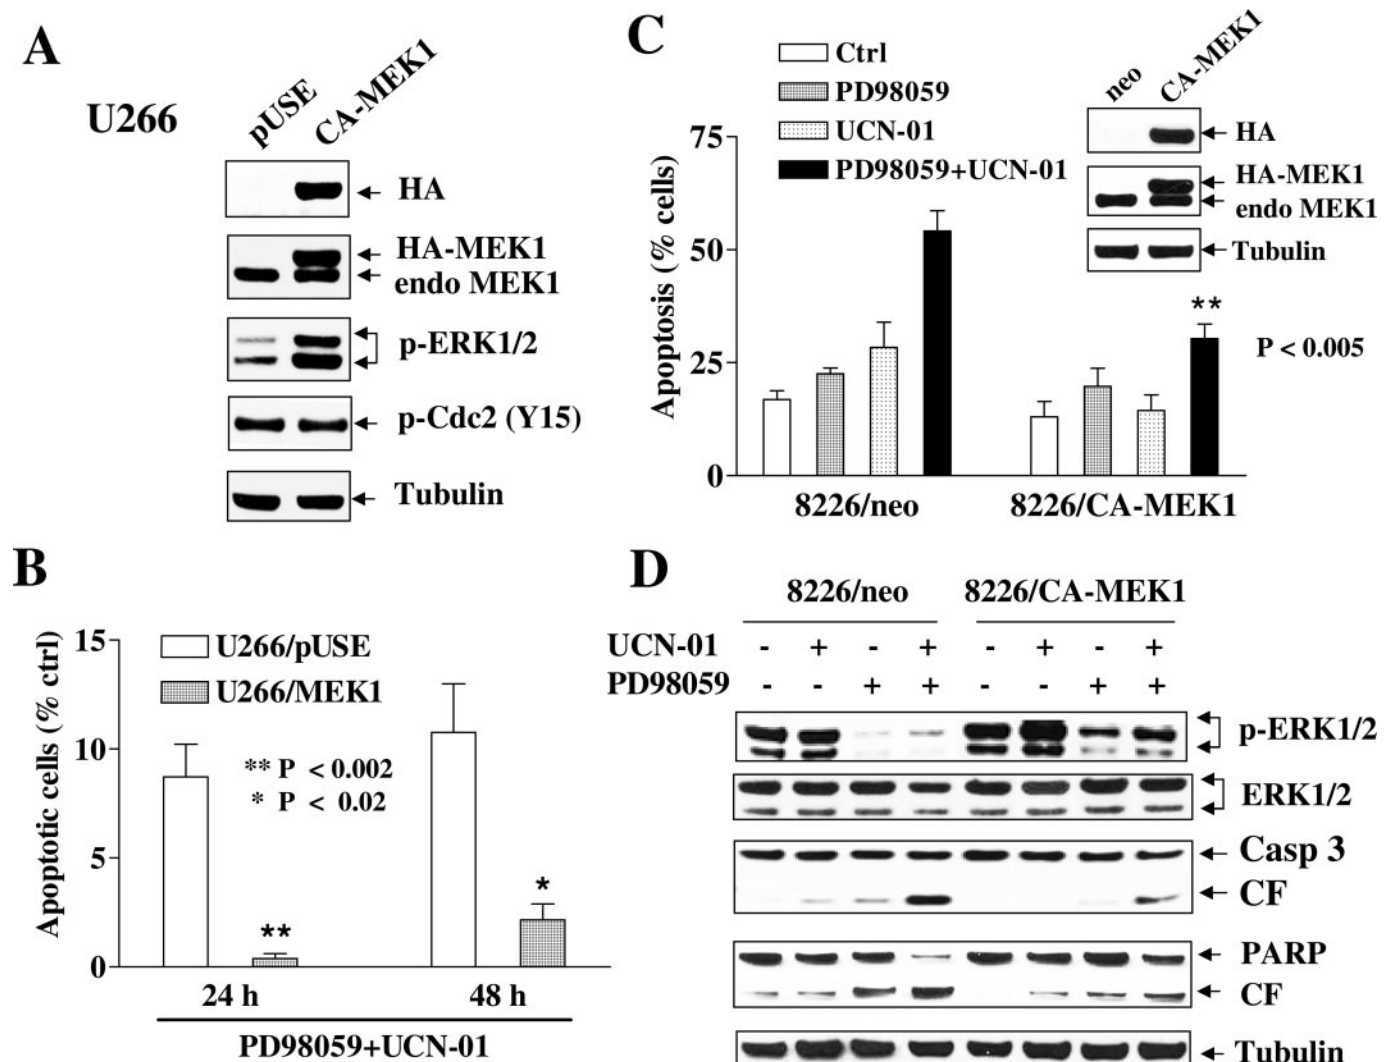 A
U266
pUSE
CA-MEK1
HA
HA-MEK1
endo MEK1
p-ERK1/2
p-Cdc2 (Y15)
Tubulin
B
Apoptotic cells (% ctrl)
15
10
5
0
U266/pUSE
U266/MEK1
** P < 0.002
* P < 0.02
**
*
24 h
48 h
PD98059+UCN-01
C
Ctrl
PD98059
UCN-01
PD98059+UCN-01
Apoptosis (% cells)
75
50
25
0
neo
CA-MEK1
HA
HA-MEK1
endo MEK1
Tubulin
**
P < 0.005
8226/neo
8226/CA-MEK1
D
8226/neo
8226/CA-MEK1
UCN-01 - + - + - + - +
PD98059 - - + + - - + +
p-ERK1/2
ERK1/2
Casp 3
CF
PARP
CF
Tubulin